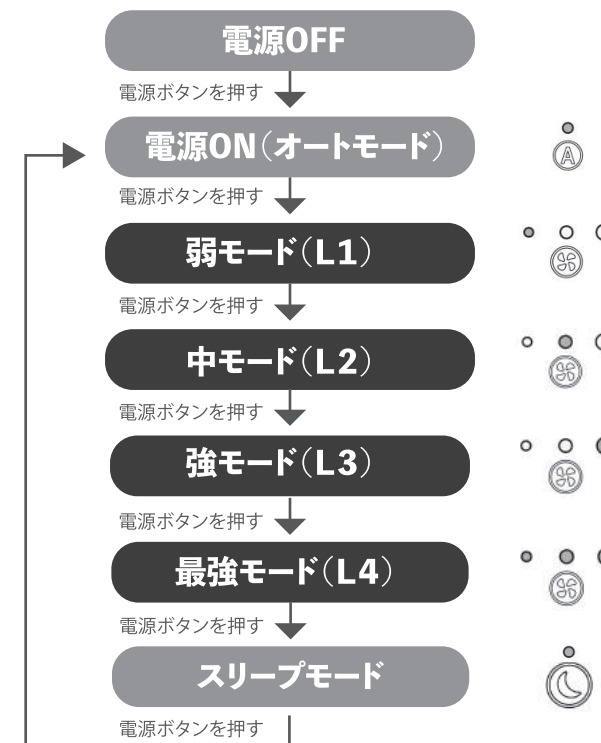 電源OFF
電源ボタンを押す
電源ON(オートモード)
A
電源ボタンを押す
弱モード(L1)
電源ボタンを押す
中モード(L2)
電源ボタンを押す
強モード(L3)
電源ボタンを押す
最強モード(L4)
電源ボタンを押す
スリープモード
電源ボタンを押す